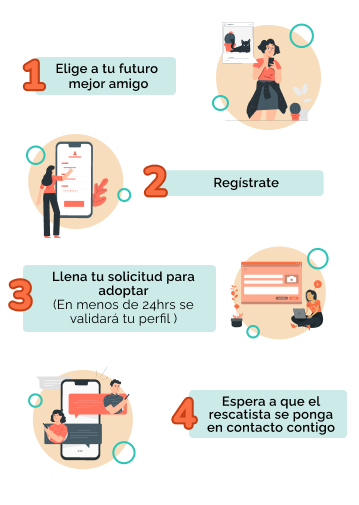 1
Elige a tu futuro
mejor amigo
2
Regístrate
3
Llena tu solicitud para
adoptar
(En menos de 24hrs se
validará tu perfil )
4
Espera a que el
rescatista se ponga
en contacto contigo